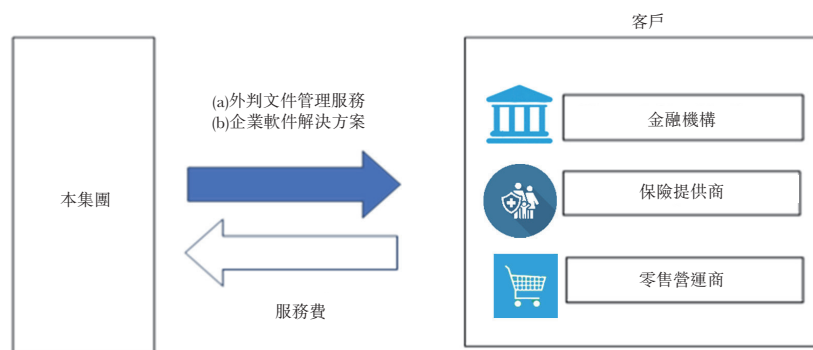 客戶
(a)外判文件管理服務
(b)企業軟件解決方案
本集團
服務費
金融機構
保險提供商
零售營運商